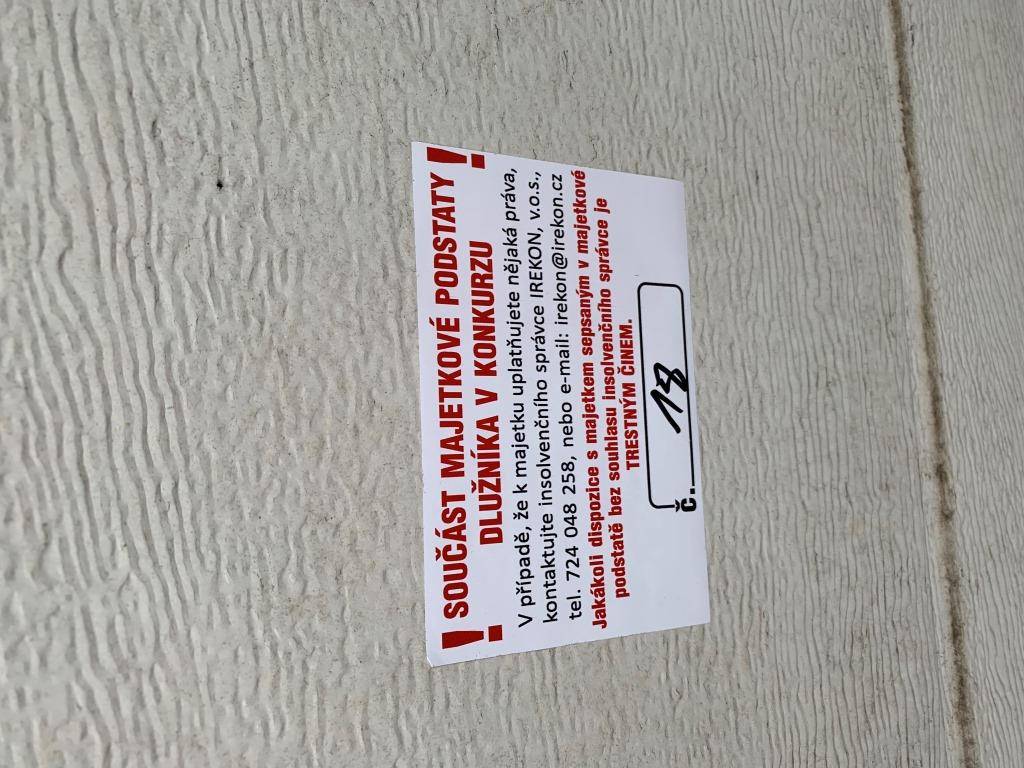 ! SOUČÁST MAJETKOVÉ PODSTATY !
DLUŽNÍKA V KONKURZU
V případě, že k majetku uplatňujete nějaká práva,
kontaktujte insolvenčního správce IREKON, v.o.s.,
tel. 724 048 258, nebo e-mail: irekon@irekon.cz
Jakákoli dispozice s majetkem sepsaným v majetkové
podstatě bez souhlasu insolvenčního správce je
TRESTNÝM ČINEM.
č. 18